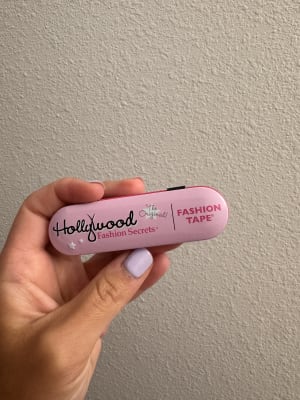 Hollywood
Fashion Secrets®
The
Original!
FASHION
TAPE®